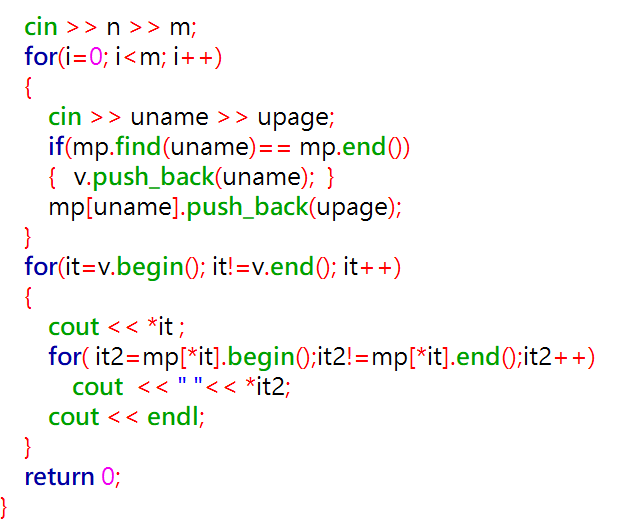 cin >> n >> m;
for(i=0; i<m; i++)
{
cin >> uname >> upage;
if(mp.find(uname)== mp.end())
{ v.push_back(uname); }
mp[uname].push_back(upage);
}
for(it=v.begin(); it!=v.end(); it++)
{
cout << *it ;
for( it2=mp[*it].begin();it2!=mp[*it].end();it2++)
cout << " "<< *it2;
cout << endl;
}
return 0;
}